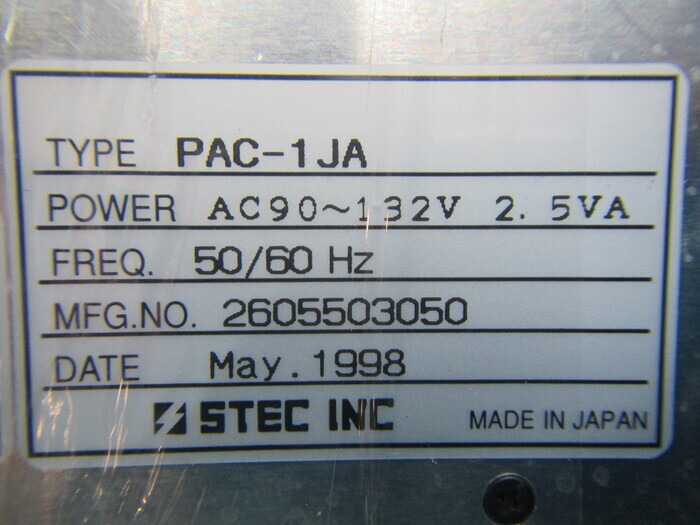 TYPE PAC-1JA
POWER AC90~132V 2.5VA
FREQ. 50/60 Hz
MFG.NO. 2605503050
DATE May.1998
STEC INC MADE IN JAPAN